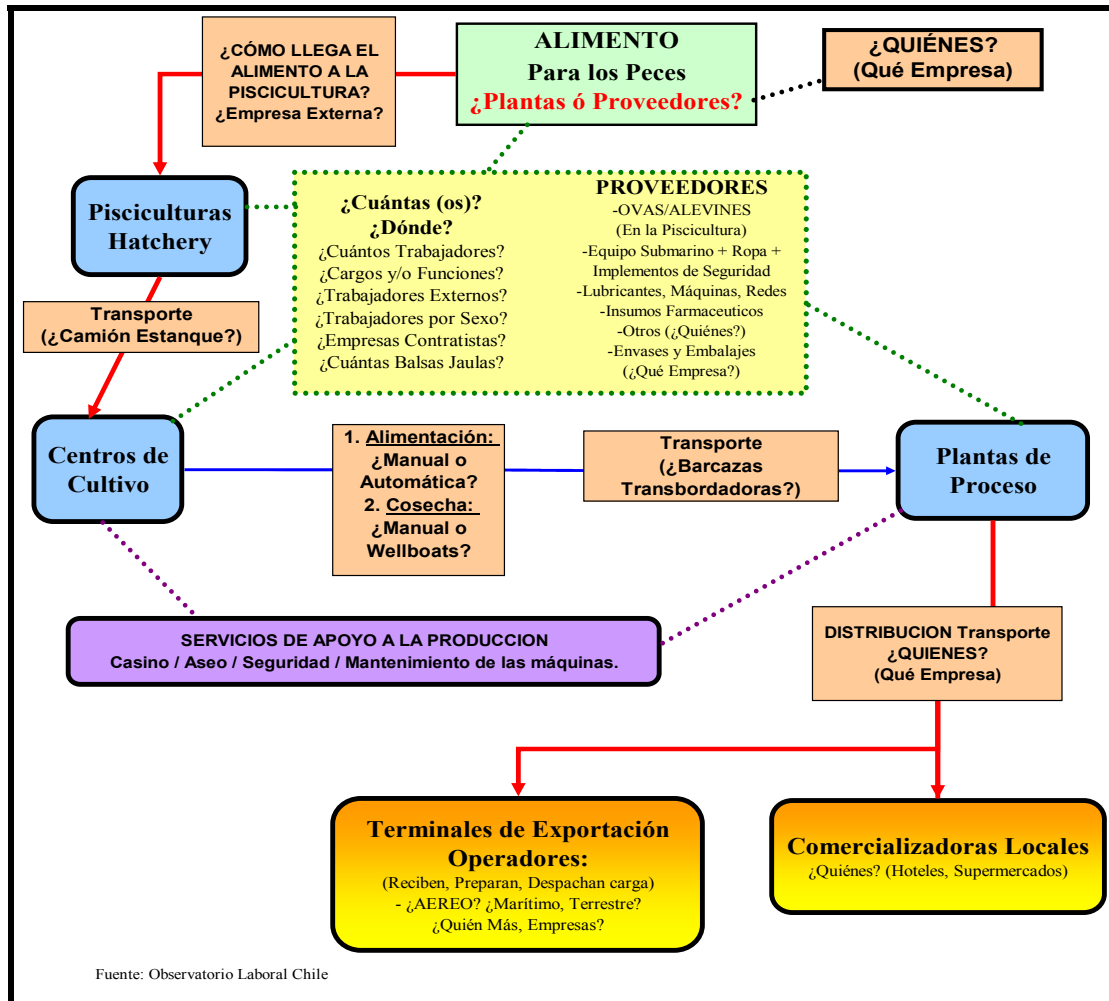 ¿CÓMO LLEGA EL
ALIMENTO A LA
PISCICULTURA?
¿Empresa Externa?
ALIMENTO
Para los Peces
¿Plantas ó Proveedores?
¿QUIÉNES?
(Qué Empresa)
Pisciculturas
Hatchery
¿Cuántas (os)?
¿Dónde?
¿Cuántos Trabajadores?
¿Cargos y/o Funciones?
¿Trabajadores Externos?
¿Trabajadores por Sexo?
¿Empresas Contratistas?
¿Cuántas Balsas Jaulas?
PROVEEDORES
-OVAS/ALEVINES
(En la Piscicultura)
-Equipo Submarino + Ropa +
Implementos de Seguridad
-Lubricantes, Máquinas, Redes
-Insumos Farmaceuticos
-Otros (¿Quiénes?)
-Envases y Embalajes
(¿Qué Empresa?)
Transporte
(¿Camión Estanque?)
Centros de
Cultivo
1. Alimentación:
¿Manual o
Automática?
2. Cosecha:
¿Manual o
Wellboats?
Transporte
(¿Barcazas
Transbordadoras?)
Plantas de
Proceso
SERVICIOS DE APOYO A LA PRODUCCION
Casino / Aseo / Seguridad / Mantenimiento de las máquinas.
DISTRIBUCION Transporte
¿QUIENES?
(Qué Empresa)
Terminales de Exportación
Operadores:
(Reciben, Preparan, Despachan carga)
- ¿AEREO? ¿Marítimo, Terrestre?
¿Quién Más, Empresas?
Comercializadoras Locales
¿Quiénes? (Hoteles, Supermercados)
Fuente: Observatorio Laboral Chile